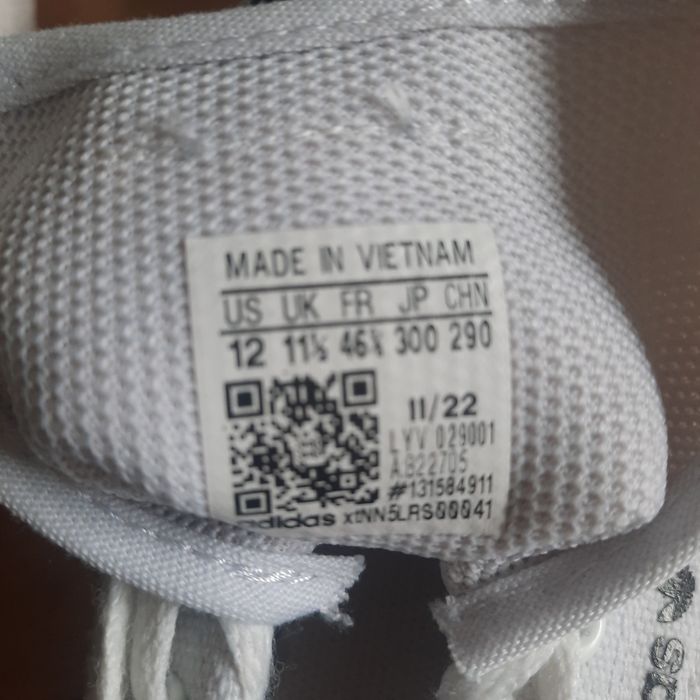 MADE IN VIETNAM
US UK FR JP CHN
12 11½ 46⅔ 300 290
11/22
LYV 029001
AB22705
#131584911
adidas xtNN5LRS00041